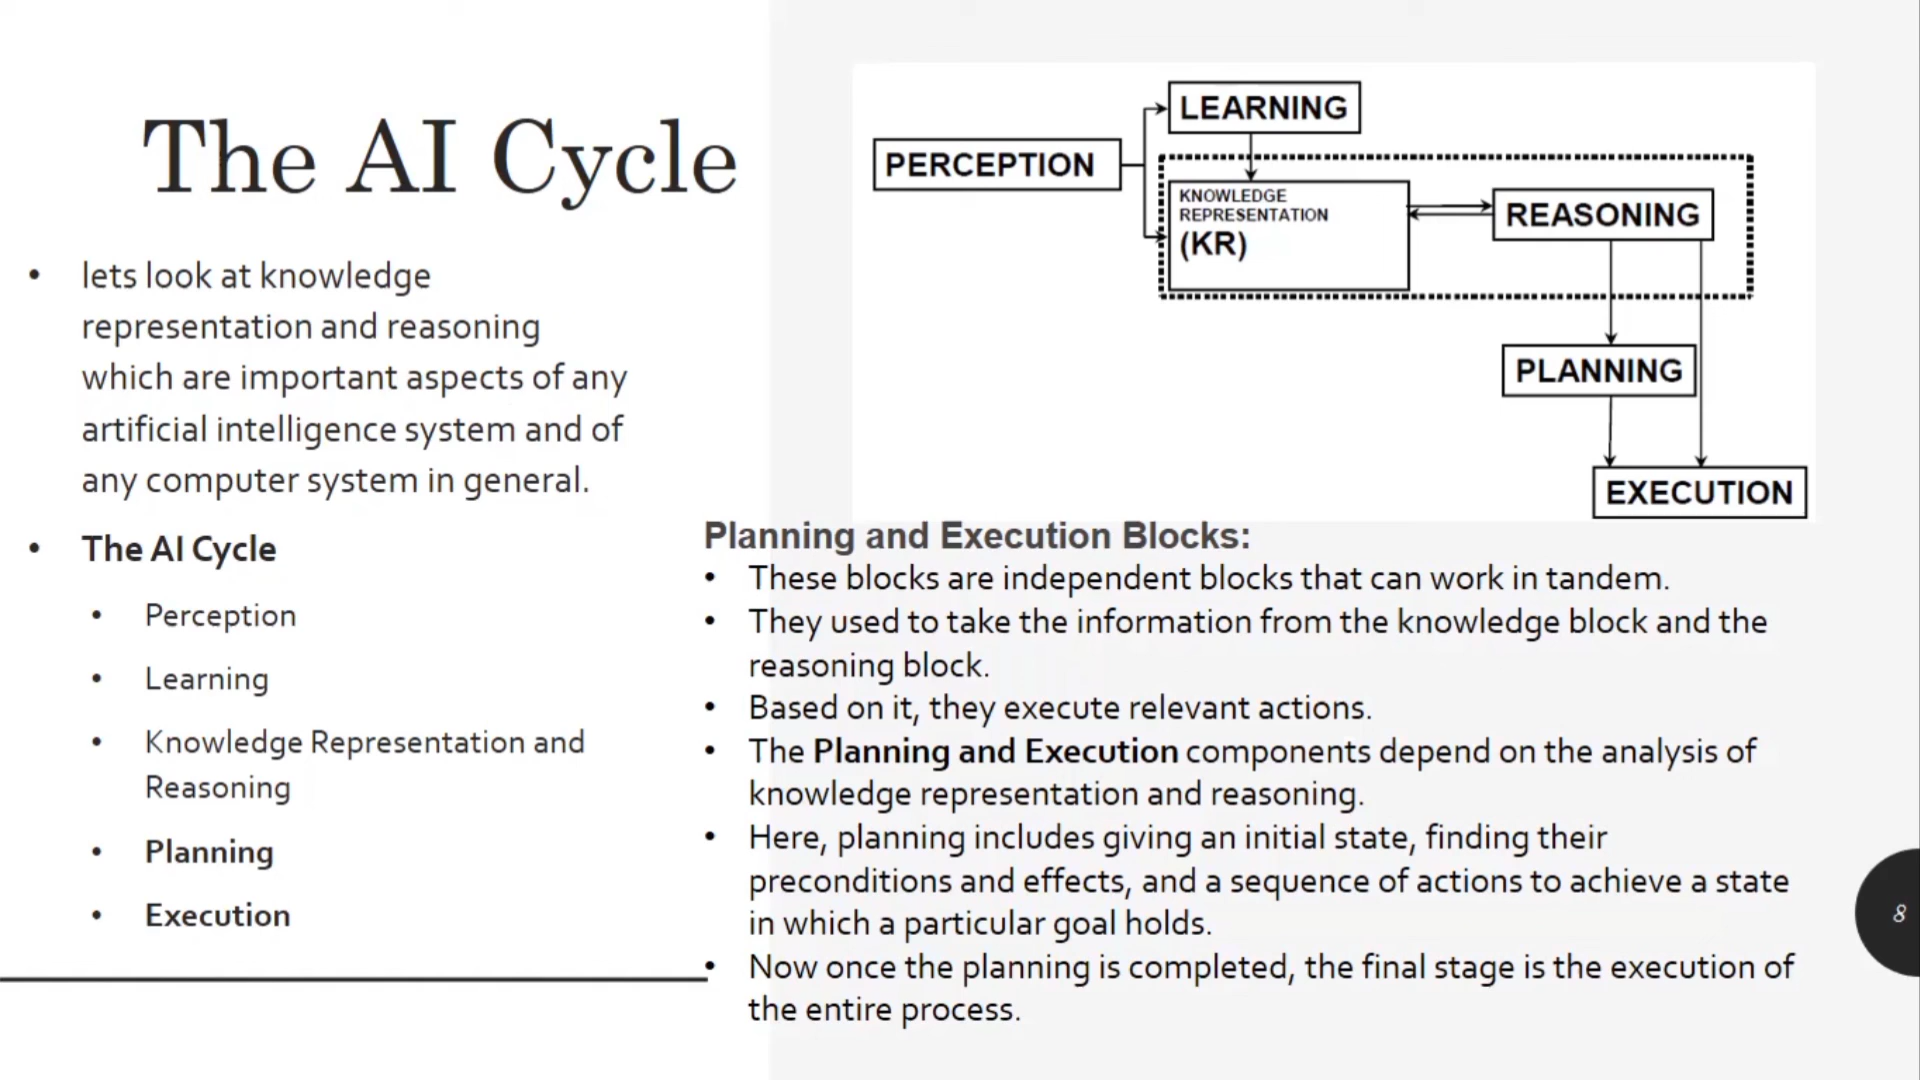 The AI Cycle
• lets look at knowledge
representation and reasoning
which are important aspects of any
artificial intelligence system and of
any computer system in general.
• The AI Cycle
• Perception
• Learning
• Knowledge Representation and
Reasoning
• Planning
• Execution
LEARNING
PERCEPTION
KNOWLEDGE
REPRESENTATION
(KR)
REASONING
PLANNING
EXECUTION
Planning and Execution Blocks:
• These blocks are independent blocks that can work in tandem.
• They used to take the information from the knowledge block and the
reasoning block.
• Based on it, they execute relevant actions.
• The Planning and Execution components depend on the analysis of
knowledge representation and reasoning.
• Here, planning includes giving an initial state, finding their
preconditions and effects, and a sequence of actions to achieve a state
in which a particular goal holds.
• Now once the planning is completed, the final stage is the execution of
the entire process.
8